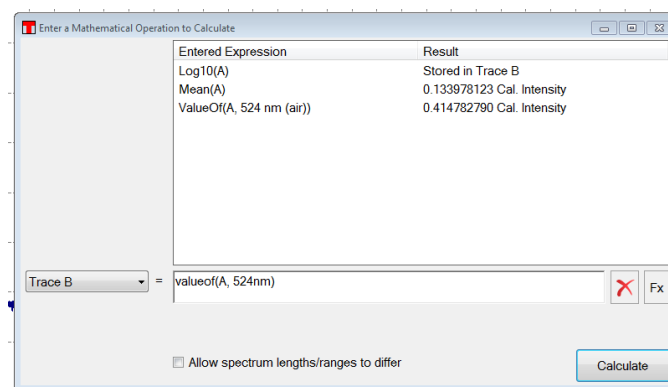 Enter a Mathematical Operation to Calculate
Entered Expression Result
Log10(A) Stored in Trace B
Mean(A) 0.133978123 Cal. Intensity
ValueOf(A, 524 nm (air)) 0.414782790 Cal. Intensity
Trace B = valueof(A, 524nm) Fx
Allow spectrum lengths/ranges to differ
Calculate